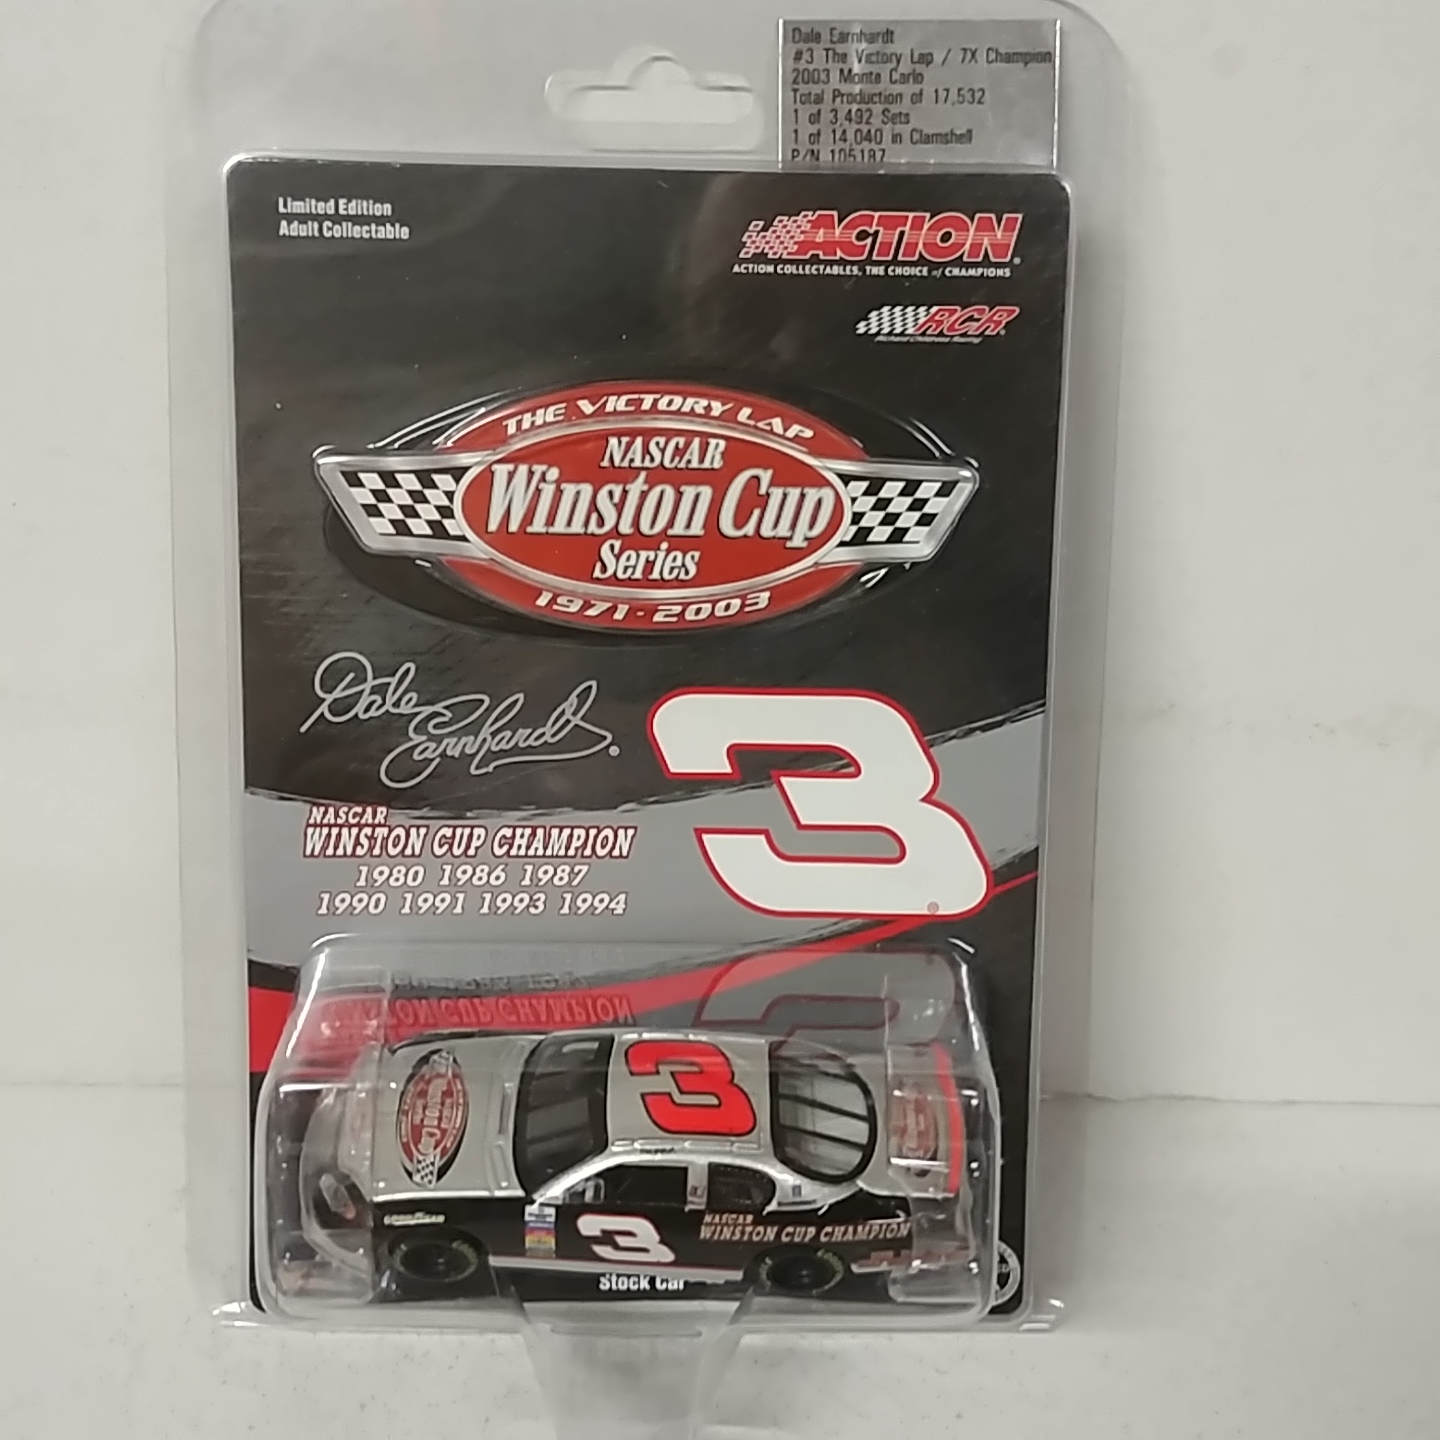 Dale Earnhardt
#3 The Victory Lap / 7X Champion
2003 Monte Carlo
Total Production of 17,532
1 of 3,492 Sets
1 of 14,040 in Clamshell
P/N 105187
Limited Edition
Adult Collectable
ACTION®
ACTION COLLECTABLES, THE CHOICE of CHAMPIONS
RCR
Richard Childress Racing
THE VICTORY LAP
NASCAR
Winston Cup
Series
1971-2003
Dale
Earnhardt®
3
NASCAR
WINSTON CUP CHAMPION
1980 1986 1987
1990 1991 1993 1994
3
GOODYEAR
3
NASCAR
WINSTON CUP CHAMPION
Stock Car